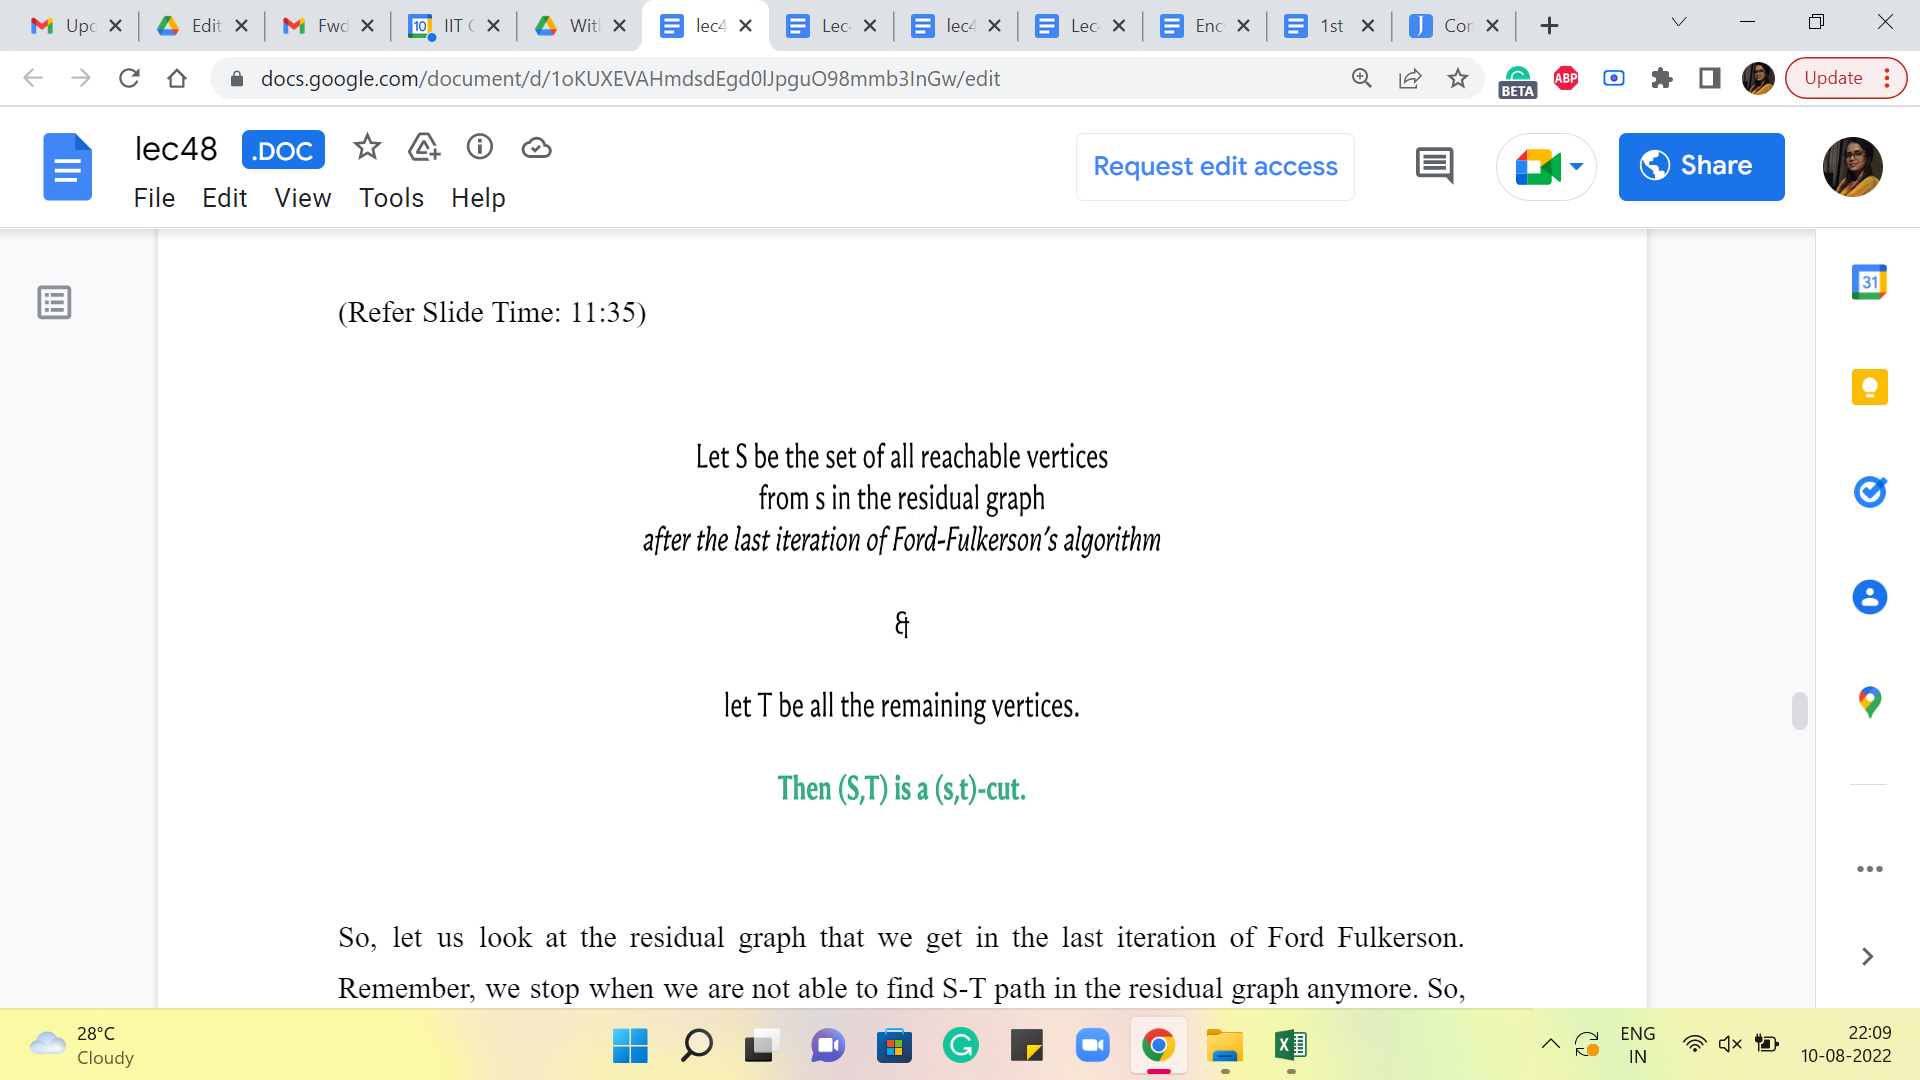 Upd
Edit
Fwd
10
IIT
Wit
lec4
Lec
lec4
Lec
Enc
1st
J
Con
docs.google.com/document/d/1oKUXEVAHmdsdEgd0lJpguO98mmb3InGw/edit
BETA
ABP
Update
lec48
.DOC
Request edit access
Share
File Edit View Tools Help
31
(Refer Slide Time: 11:35)
Let S be the set of all reachable vertices
from s in the residual graph
after the last iteration of Ford-Fulkerson's algorithm
&
let T be all the remaining vertices.
Then (S,T) is a (s,t)-cut.
So, let us look at the residual graph that we get in the last iteration of Ford Fulkerson.
Remember, we stop when we are not able to find S-T path in the residual graph anymore. So,
28°C
Cloudy
ENG
IN
22:09
10-08-2022